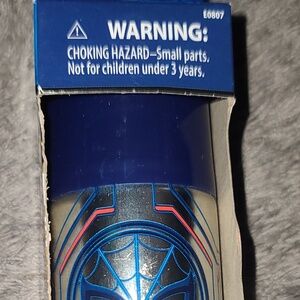 E0807
⚠ WARNING:
CHOKING HAZARD–Small parts.
Not for children under 3 years.